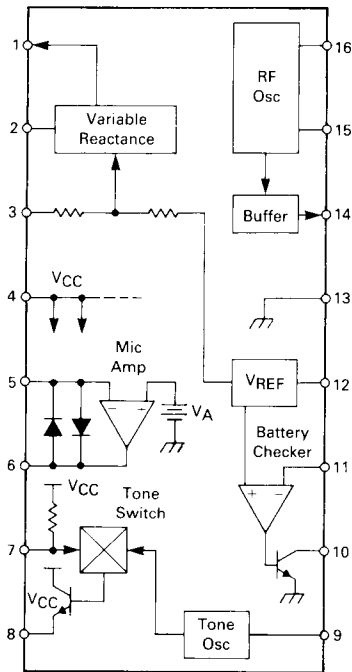 1
2
3
4
5
6
7
8
16
15
14
13
12
11
10
9
Variable
Reactance
RF
Osc
Buffer
VCC
Mic
Amp
VA
VREF
Battery
Checker
+ −
VCC
Tone
Switch
VCC
Tone
Osc